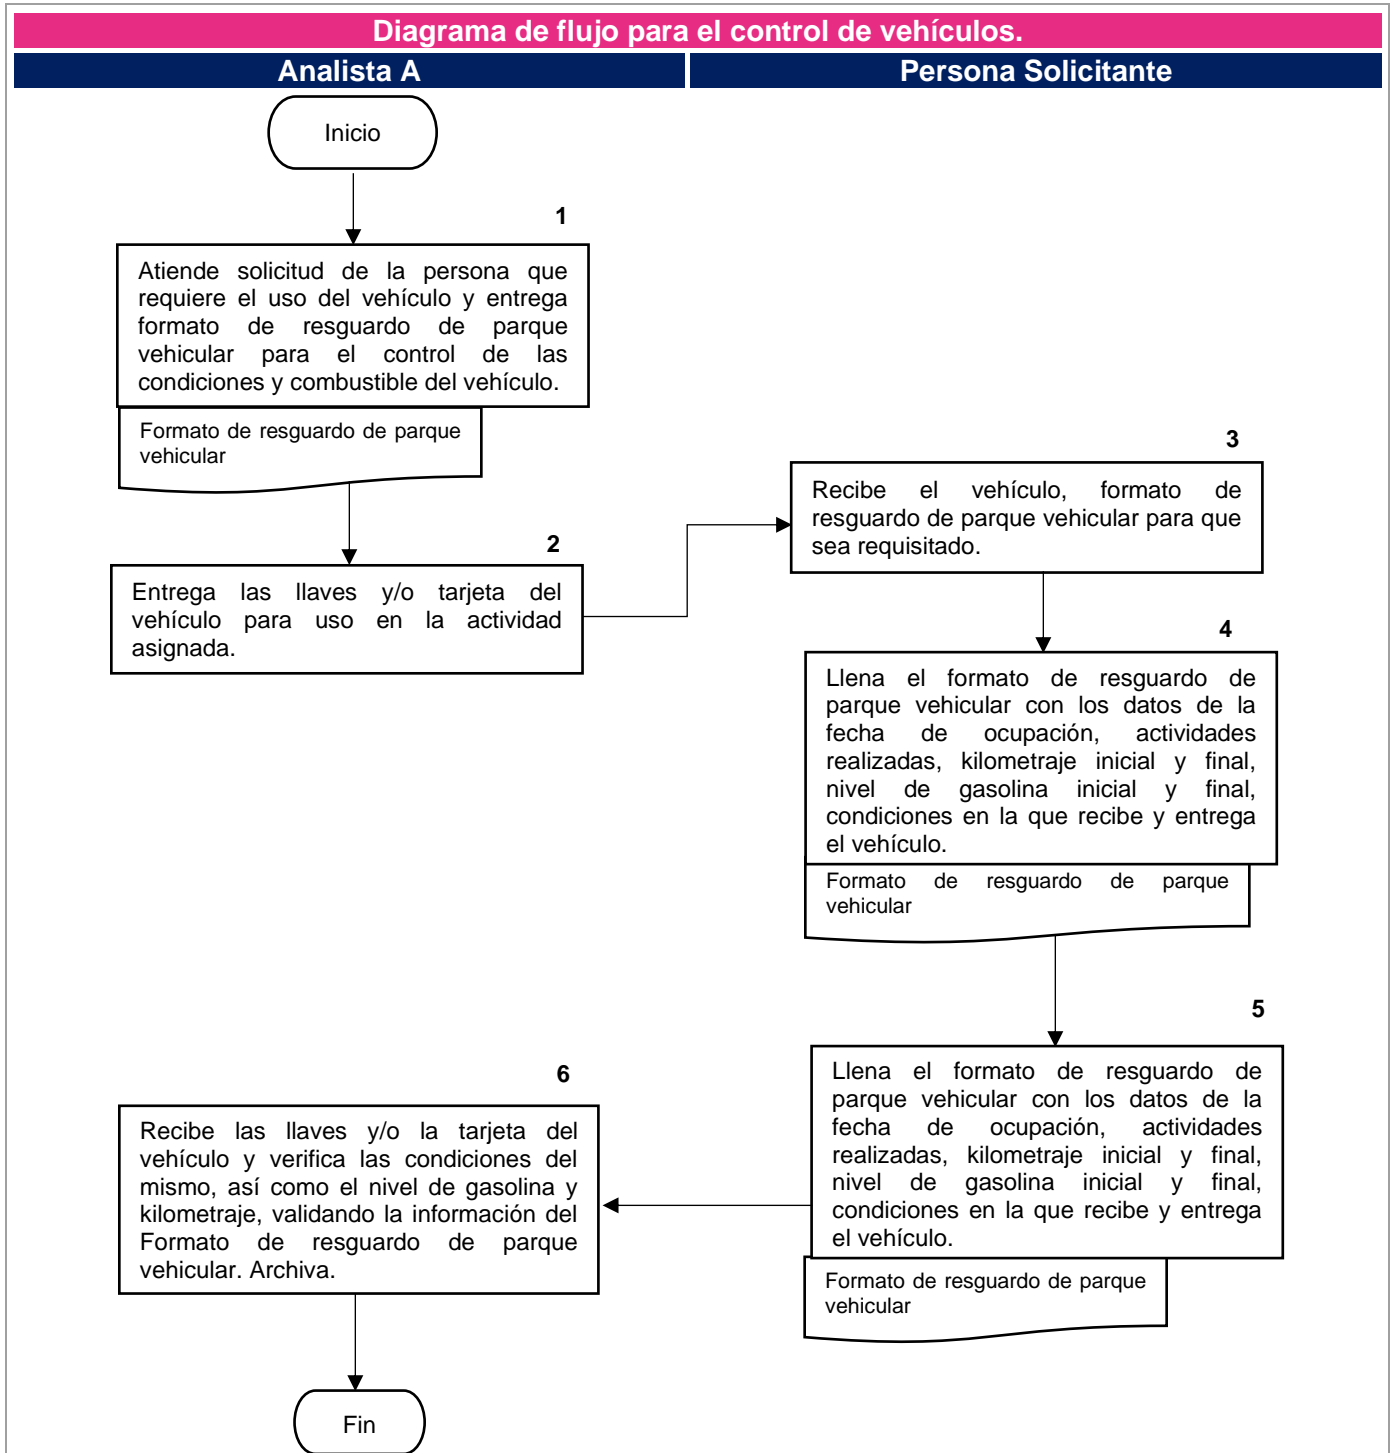 Diagrama de flujo para el control de vehículos.
Analista A
Persona Solicitante
Inicio
1
Atiende solicitud de la persona que
requiere el uso del vehículo y entrega
formato de resguardo de parque
vehicular para el control de las
condiciones y combustible del vehículo.
Formato de resguardo de parque
vehicular
2
Entrega las llaves y/o tarjeta del
vehículo para uso en la actividad
asignada.
3
Recibe el vehículo, formato de
resguardo de parque vehicular para que
sea requisitado.
4
Llena el formato de resguardo de
parque vehicular con los datos de la
fecha de ocupación, actividades
realizadas, kilometraje inicial y final,
nivel de gasolina inicial y final,
condiciones en la que recibe y entrega
el vehículo.
Formato de resguardo de parque
vehicular
5
Llena el formato de resguardo de
parque vehicular con los datos de la
fecha de ocupación, actividades
realizadas, kilometraje inicial y final,
nivel de gasolina inicial y final,
condiciones en la que recibe y entrega
el vehículo.
Formato de resguardo de parque
vehicular
6
Recibe las llaves y/o la tarjeta del
vehículo y verifica las condiciones del
mismo, así como el nivel de gasolina y
kilometraje, validando la información del
Formato de resguardo de parque
vehicular. Archiva.
Fin